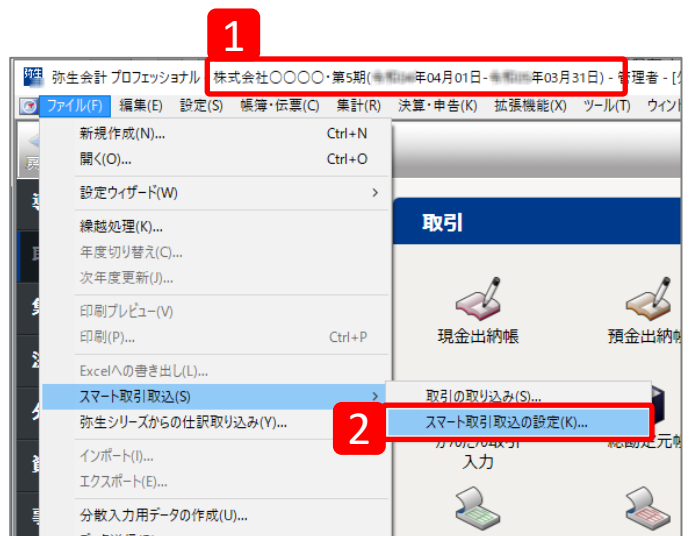 1
弥生 弥生会計 プロフェッショナル 株式会社〇〇〇〇・第5期( 年04月01日- 年03月31日) - 管理者 - [
ファイル(F) 編集(E) 設定(S) 帳簿・伝票(C) 集計(R) 決算・申告(K) 拡張機能(X) ツール(T) ウィント
新規作成(N)... Ctrl+N
開く(O)... Ctrl+O
設定ウィザード(W) >
繰越処理(K)...
年度切り替え(C)...
次年度更新(J)...
印刷プレビュー(V)
印刷(P)... Ctrl+P
Excelへの書き出し(L)...
スマート取引取込(S) >
弥生シリーズからの仕訳取り込み(Y)...
インポート(I)...
エクスポート(E)...
分散入力用データの作成(U)...
取引
現金出納帳 預金出納
取引の取り込み(S)...
2
スマート取引取込の設定(K)...
入力